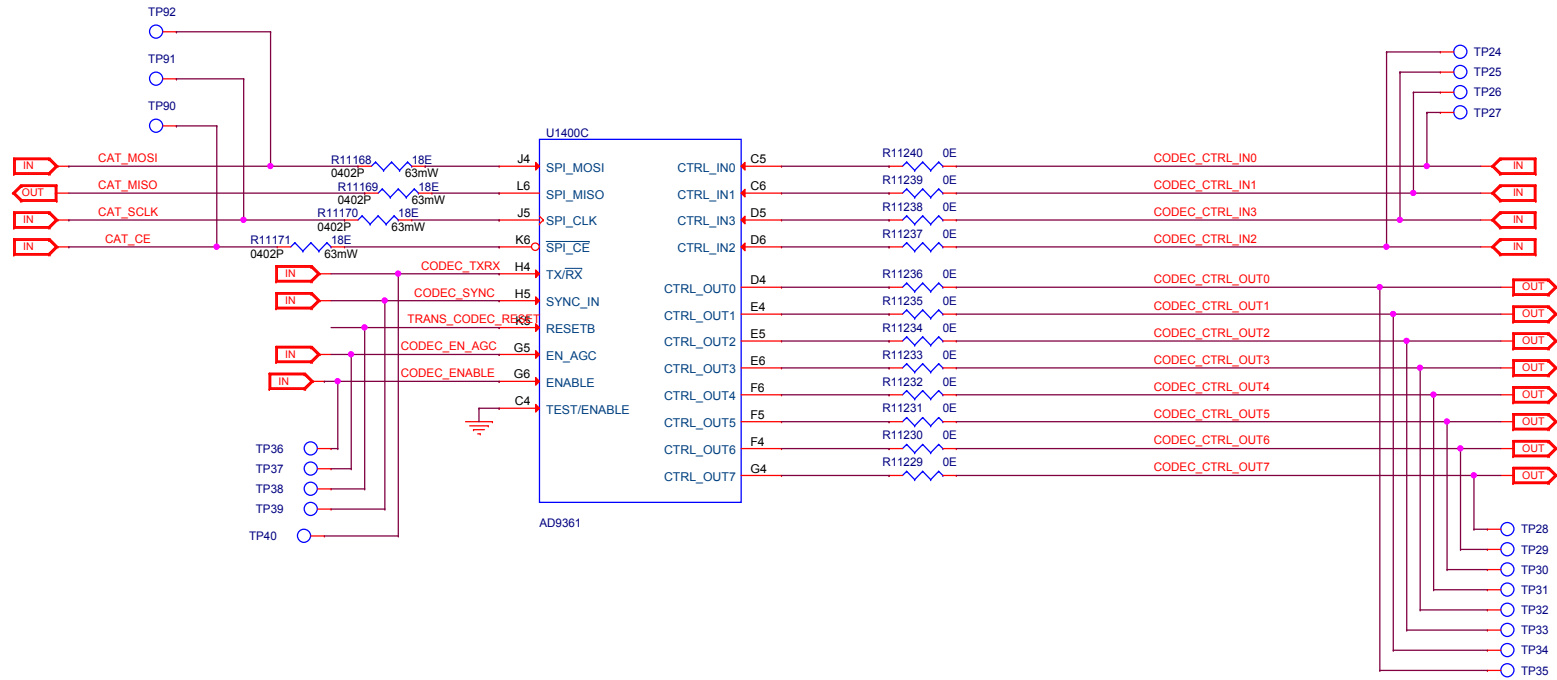 TP92
TP91
TP90
TP24
TP25
TP26
TP27
U1400C
IN CAT_MOSI R11168 18E 0402P 63mW J4 SPI_MOSI
OUT CAT_MISO R11169 18E 0402P 63mW L6 SPI_MISO
IN CAT_SCLK R11170 18E 0402P 63mW J5 SPI_CLK
IN CAT_CE R11171 18E 0402P 63mW K6 SPI_CE
IN CODEC_TXRX H4 TX/RX
IN CODEC_SYNC H5 SYNC_IN
TRANS_CODEC_RESET K5 RESETB
IN CODEC_EN_AGC G5 EN_AGC
IN CODEC_ENABLE G6 ENABLE
C4 TEST/ENABLE
CTRL_IN0 C5 R11240 0E CODEC_CTRL_IN0 IN
CTRL_IN1 C6 R11239 0E CODEC_CTRL_IN1 IN
CTRL_IN3 D5 R11238 0E CODEC_CTRL_IN3 IN
CTRL_IN2 D6 R11237 0E CODEC_CTRL_IN2 IN
CTRL_OUT0 D4 R11236 0E CODEC_CTRL_OUT0 OUT
CTRL_OUT1 E4 R11235 0E CODEC_CTRL_OUT1 OUT
CTRL_OUT2 E5 R11234 0E CODEC_CTRL_OUT2 OUT
CTRL_OUT3 E6 R11233 0E CODEC_CTRL_OUT3 OUT
CTRL_OUT4 F6 R11232 0E CODEC_CTRL_OUT4 OUT
CTRL_OUT5 F5 R11231 0E CODEC_CTRL_OUT5 OUT
CTRL_OUT6 F4 R11230 0E CODEC_CTRL_OUT6 OUT
CTRL_OUT7 G4 R11229 0E CODEC_CTRL_OUT7 OUT
TP36
TP37
TP38
TP39
TP40
AD9361
TP28
TP29
TP30
TP31
TP32
TP33
TP34
TP35